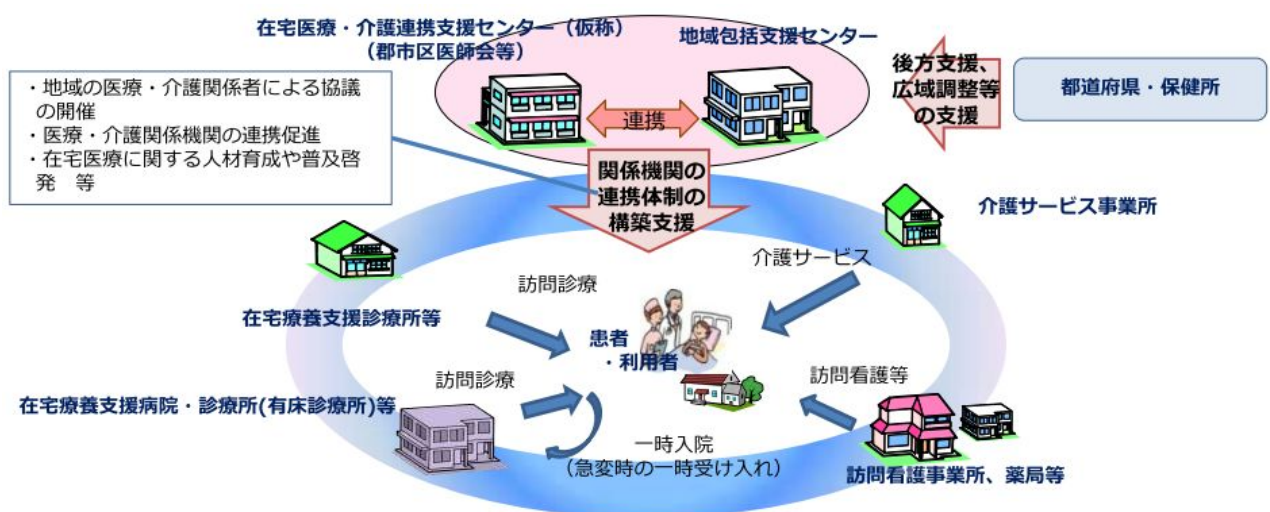 在宅医療・介護連携支援センター（仮称）
（郡市区医師会等）
地域包括支援センター
連携
後方支援、
広域調整等
の支援
都道府県・保健所
・地域の医療・介護関係者による協議
の開催
・医療・介護関係機関の連携促進
・在宅医療に関する人材育成や普及啓
発　等
関係機関の
連携体制の
構築支援
介護サービス事業所
介護サービス
訪問診療
在宅療養支援診療所等
患者
・利用者
訪問診療
訪問看護等
在宅療養支援病院・診療所(有床診療所)等
一時入院
（急変時の一時受け入れ）
訪問看護事業所、薬局等